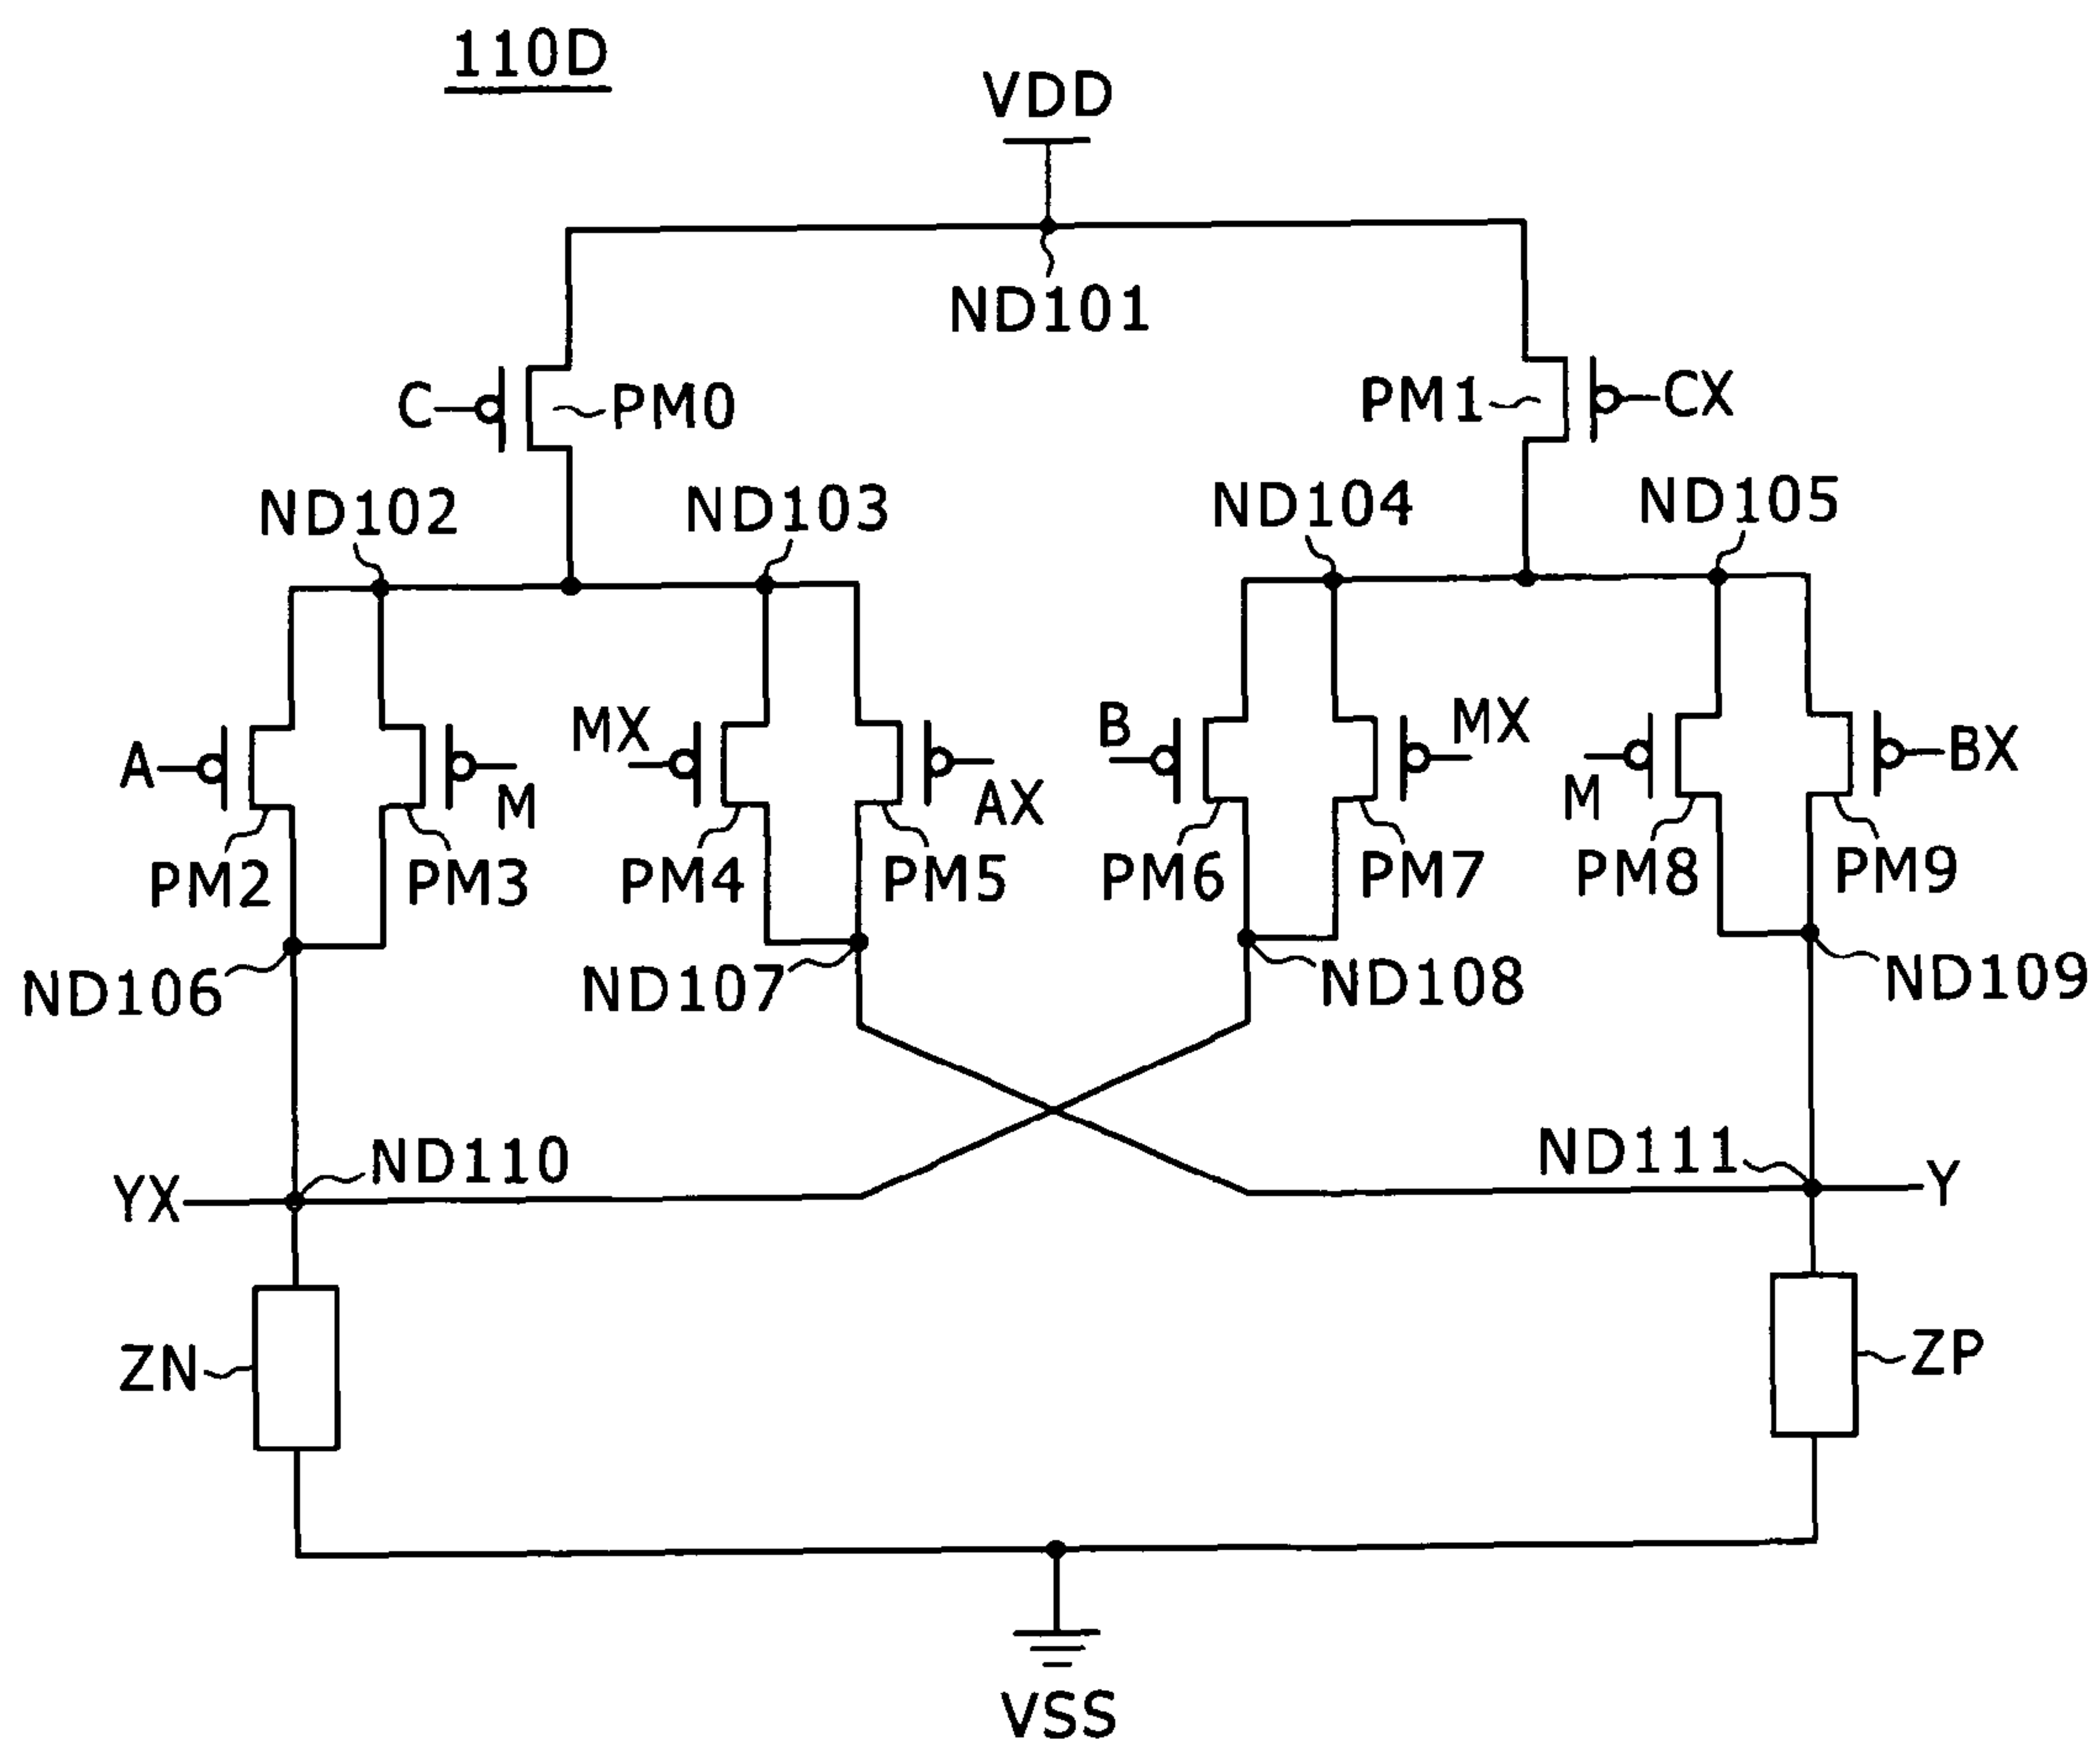 110D
VDD
ND101
C
PM0
PM1
CX
ND102
ND103
ND104
ND105
A
M
MX
AX
B
MX
M
BX
PM2
PM3
PM4
PM5
PM6
PM7
PM8
PM9
ND106
ND107
ND108
ND109
YX
ND110
ND111
Y
ZN
ZP
VSS